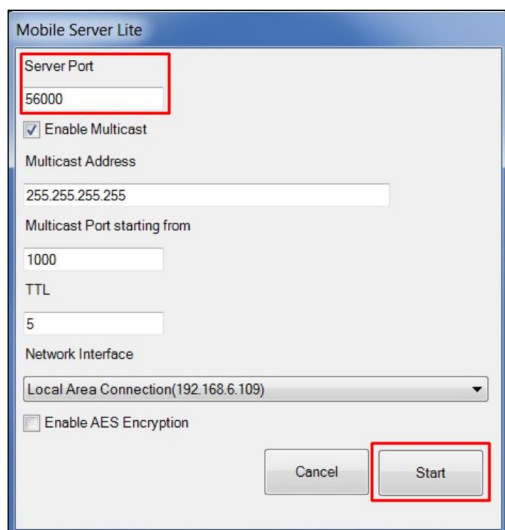 Mobile Server Lite
Server Port
56000
Enable Multicast
Multicast Address
255.255.255.255
Multicast Port starting from
1000
TTL
5
Network Interface
Local Area Connection(192.168.6.109)
Enable AES Encryption
Cancel Start